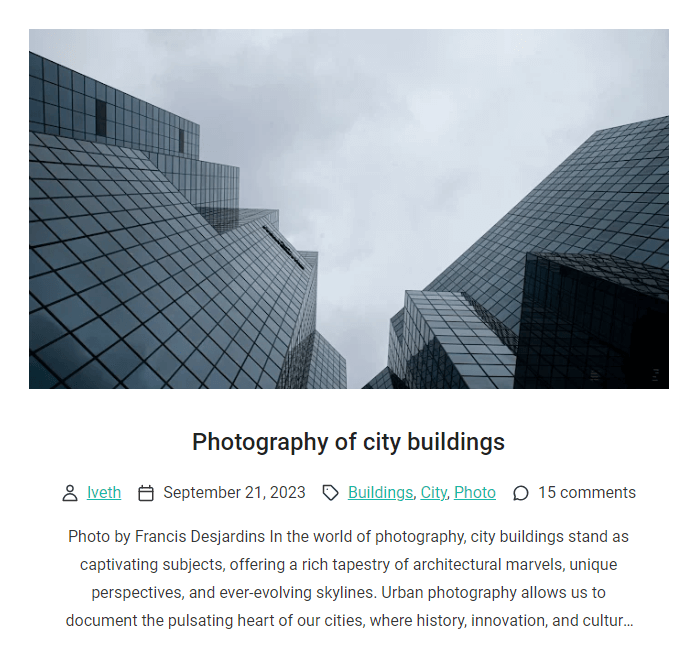 Photography of city buildings
Iveth September 21, 2023 Buildings, City, Photo 15 comments
Photo by Francis Desjardins In the world of photography, city buildings stand as
captivating subjects, offering a rich tapestry of architectural marvels, unique
perspectives, and ever-evolving skylines. Urban photography allows us to
document the pulsating heart of our cities, where history, innovation, and cultur...